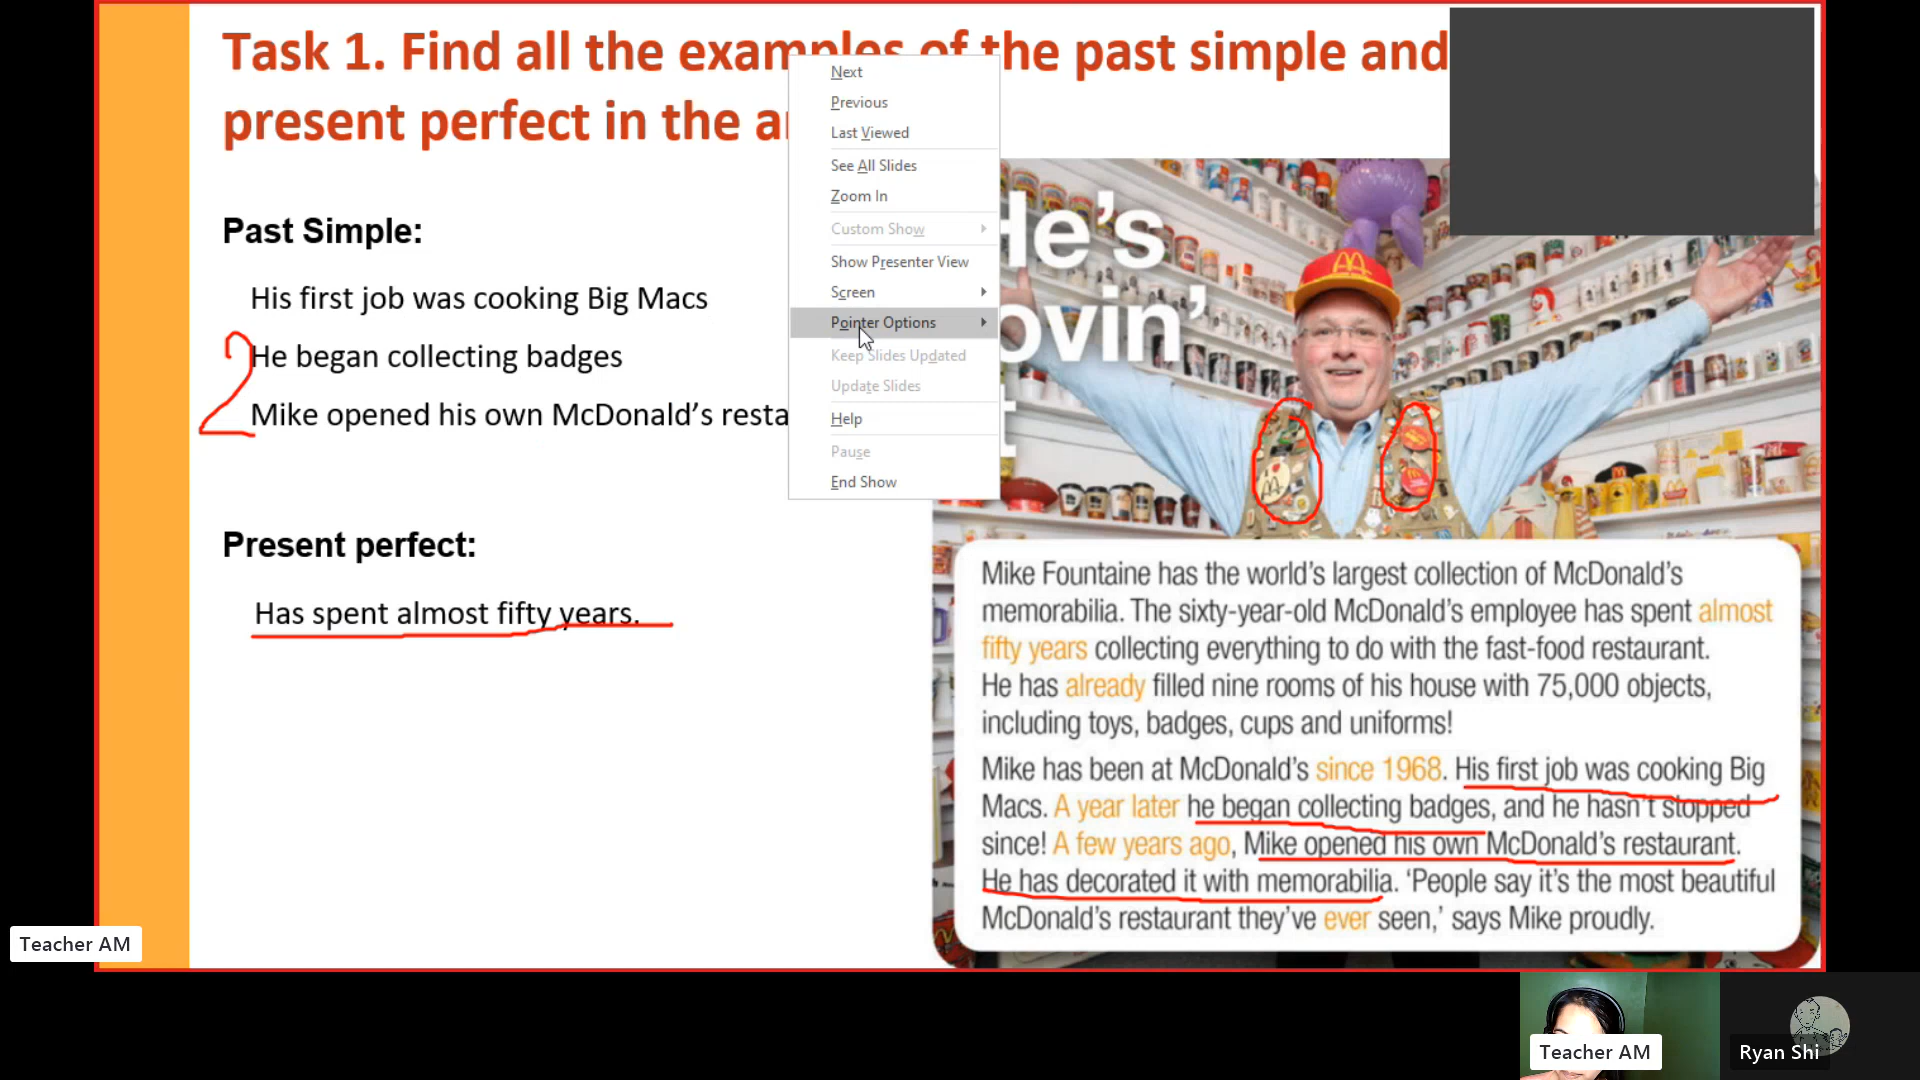 Task 1. Find all the examples of the past simple and
present perfect in the
Past Simple:
His first job was cooking Big Macs
He began collecting badges
2
Mike opened his own McDonald’s resta
Present perfect:
Has spent almost fifty years.
Next
Previous
Last Viewed
See All Slides
Zoom In
Custom Show
Show Presenter View
Screen
Pointer Options
Keep Slides Updated
Update Slides
Help
Pause
End Show
He’s
ovin’
Mike Fountaine has the world’s largest collection of McDonald’s
memorabilia. The sixty-year-old McDonald’s employee has spent almost
fifty years collecting everything to do with the fast-food restaurant.
He has already filled nine rooms of his house with 75,000 objects,
including toys, badges, cups and uniforms!
Mike has been at McDonald’s since 1968. His first job was cooking Big
Macs. A year later he began collecting badges, and he hasn’t stopped
since! A few years ago, Mike opened his own McDonald’s restaurant.
He has decorated it with memorabilia. ‘People say it’s the most beautiful
McDonald’s restaurant they’ve ever seen,’ says Mike proudly.
Teacher AM
Teacher AM
Ryan Shi